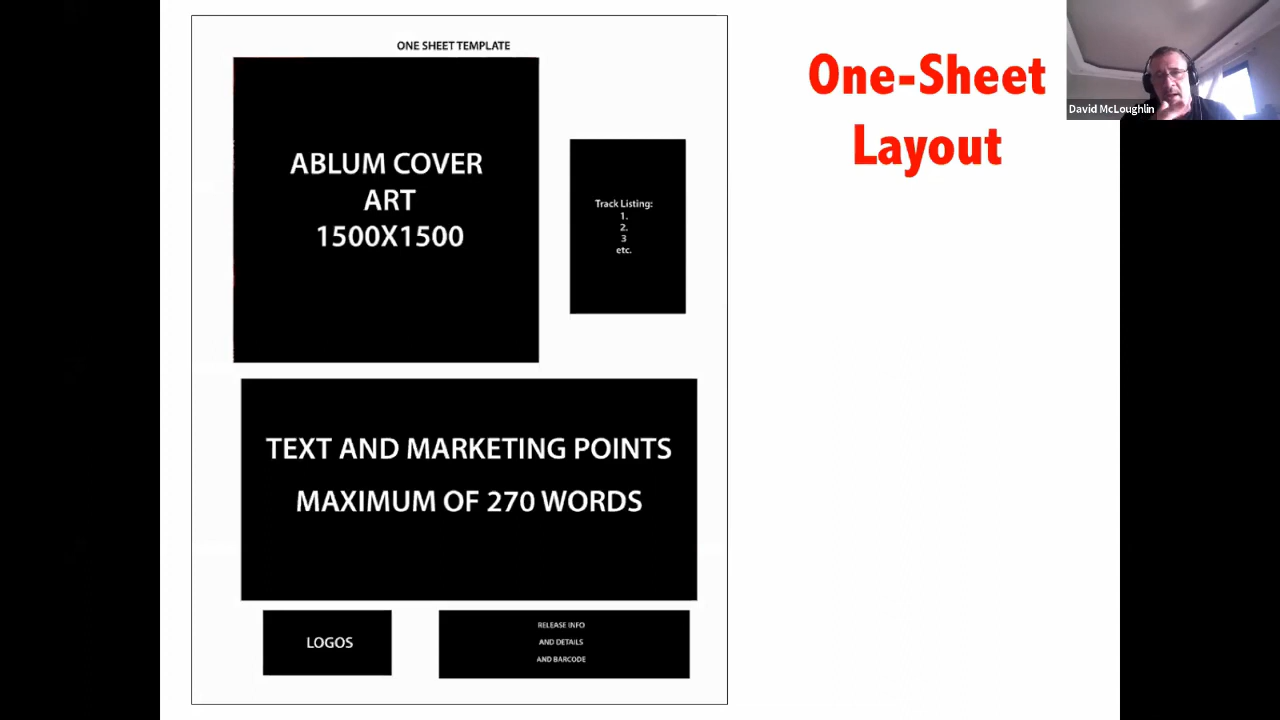 ONE SHEET TEMPLATE
ABLUM COVER
ART
1500X1500
Track Listing:
1.
2.
3
etc.
TEXT AND MARKETING POINTS
MAXIMUM OF 270 WORDS
LOGOS
RELEASE INFO
AND DETAILS
AND BARCODE
One-Sheet
Layout
David McLoughlin